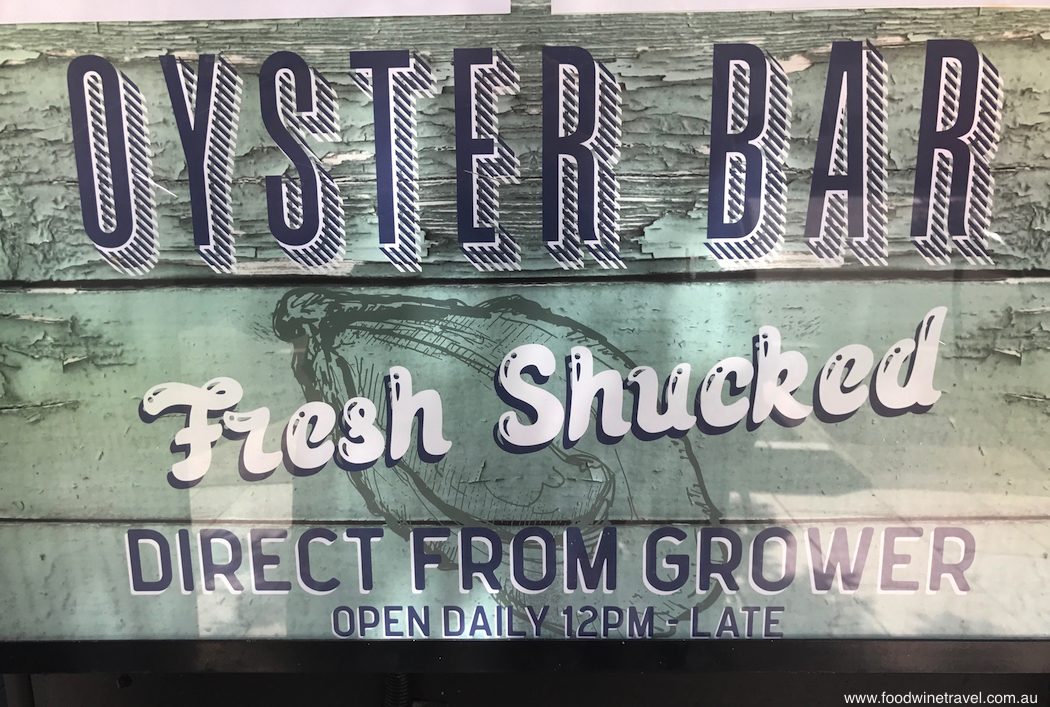 OYSTER BAR
Fresh Shucked
DIRECT FROM GROWER
OPEN DAILY 12PM - LATE
www.foodwinetravel.com.au